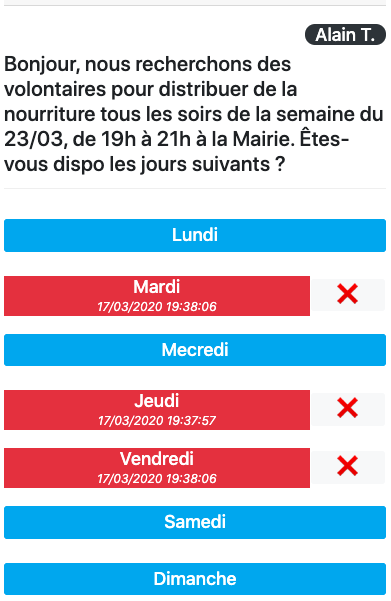 Alain T.
Bonjour, nous recherchons des
volontaires pour distribuer de la
nourriture tous les soirs de la semaine du
23/03, de 19h à 21h à la Mairie. Êtes-
vous dispo les jours suivants ?
Lundi
Mardi
17/03/2020 19:38:06
Mecredi
Jeudi
17/03/2020 19:37:57
Vendredi
17/03/2020 19:38:06
Samedi
Dimanche